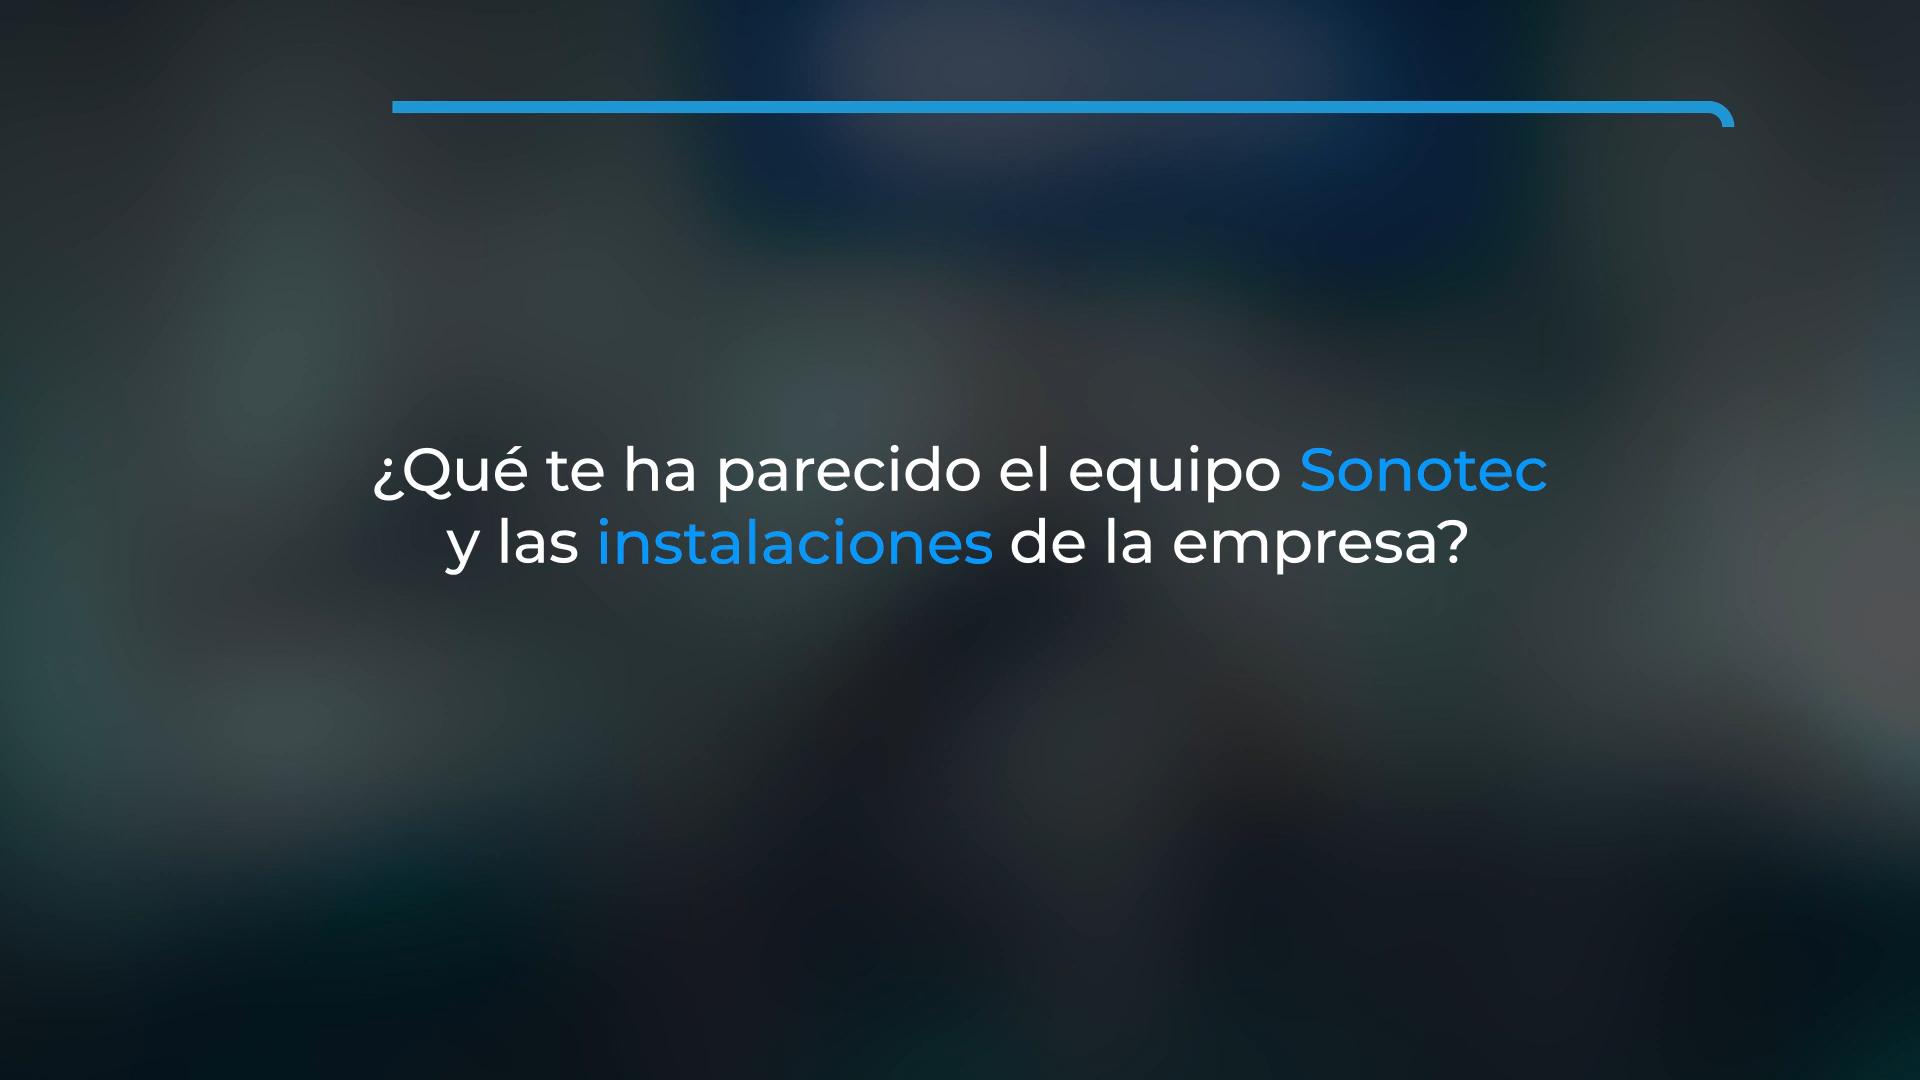 ¿Qué te ha parecido el equipo Sonotec
y las instalaciones de la empresa?